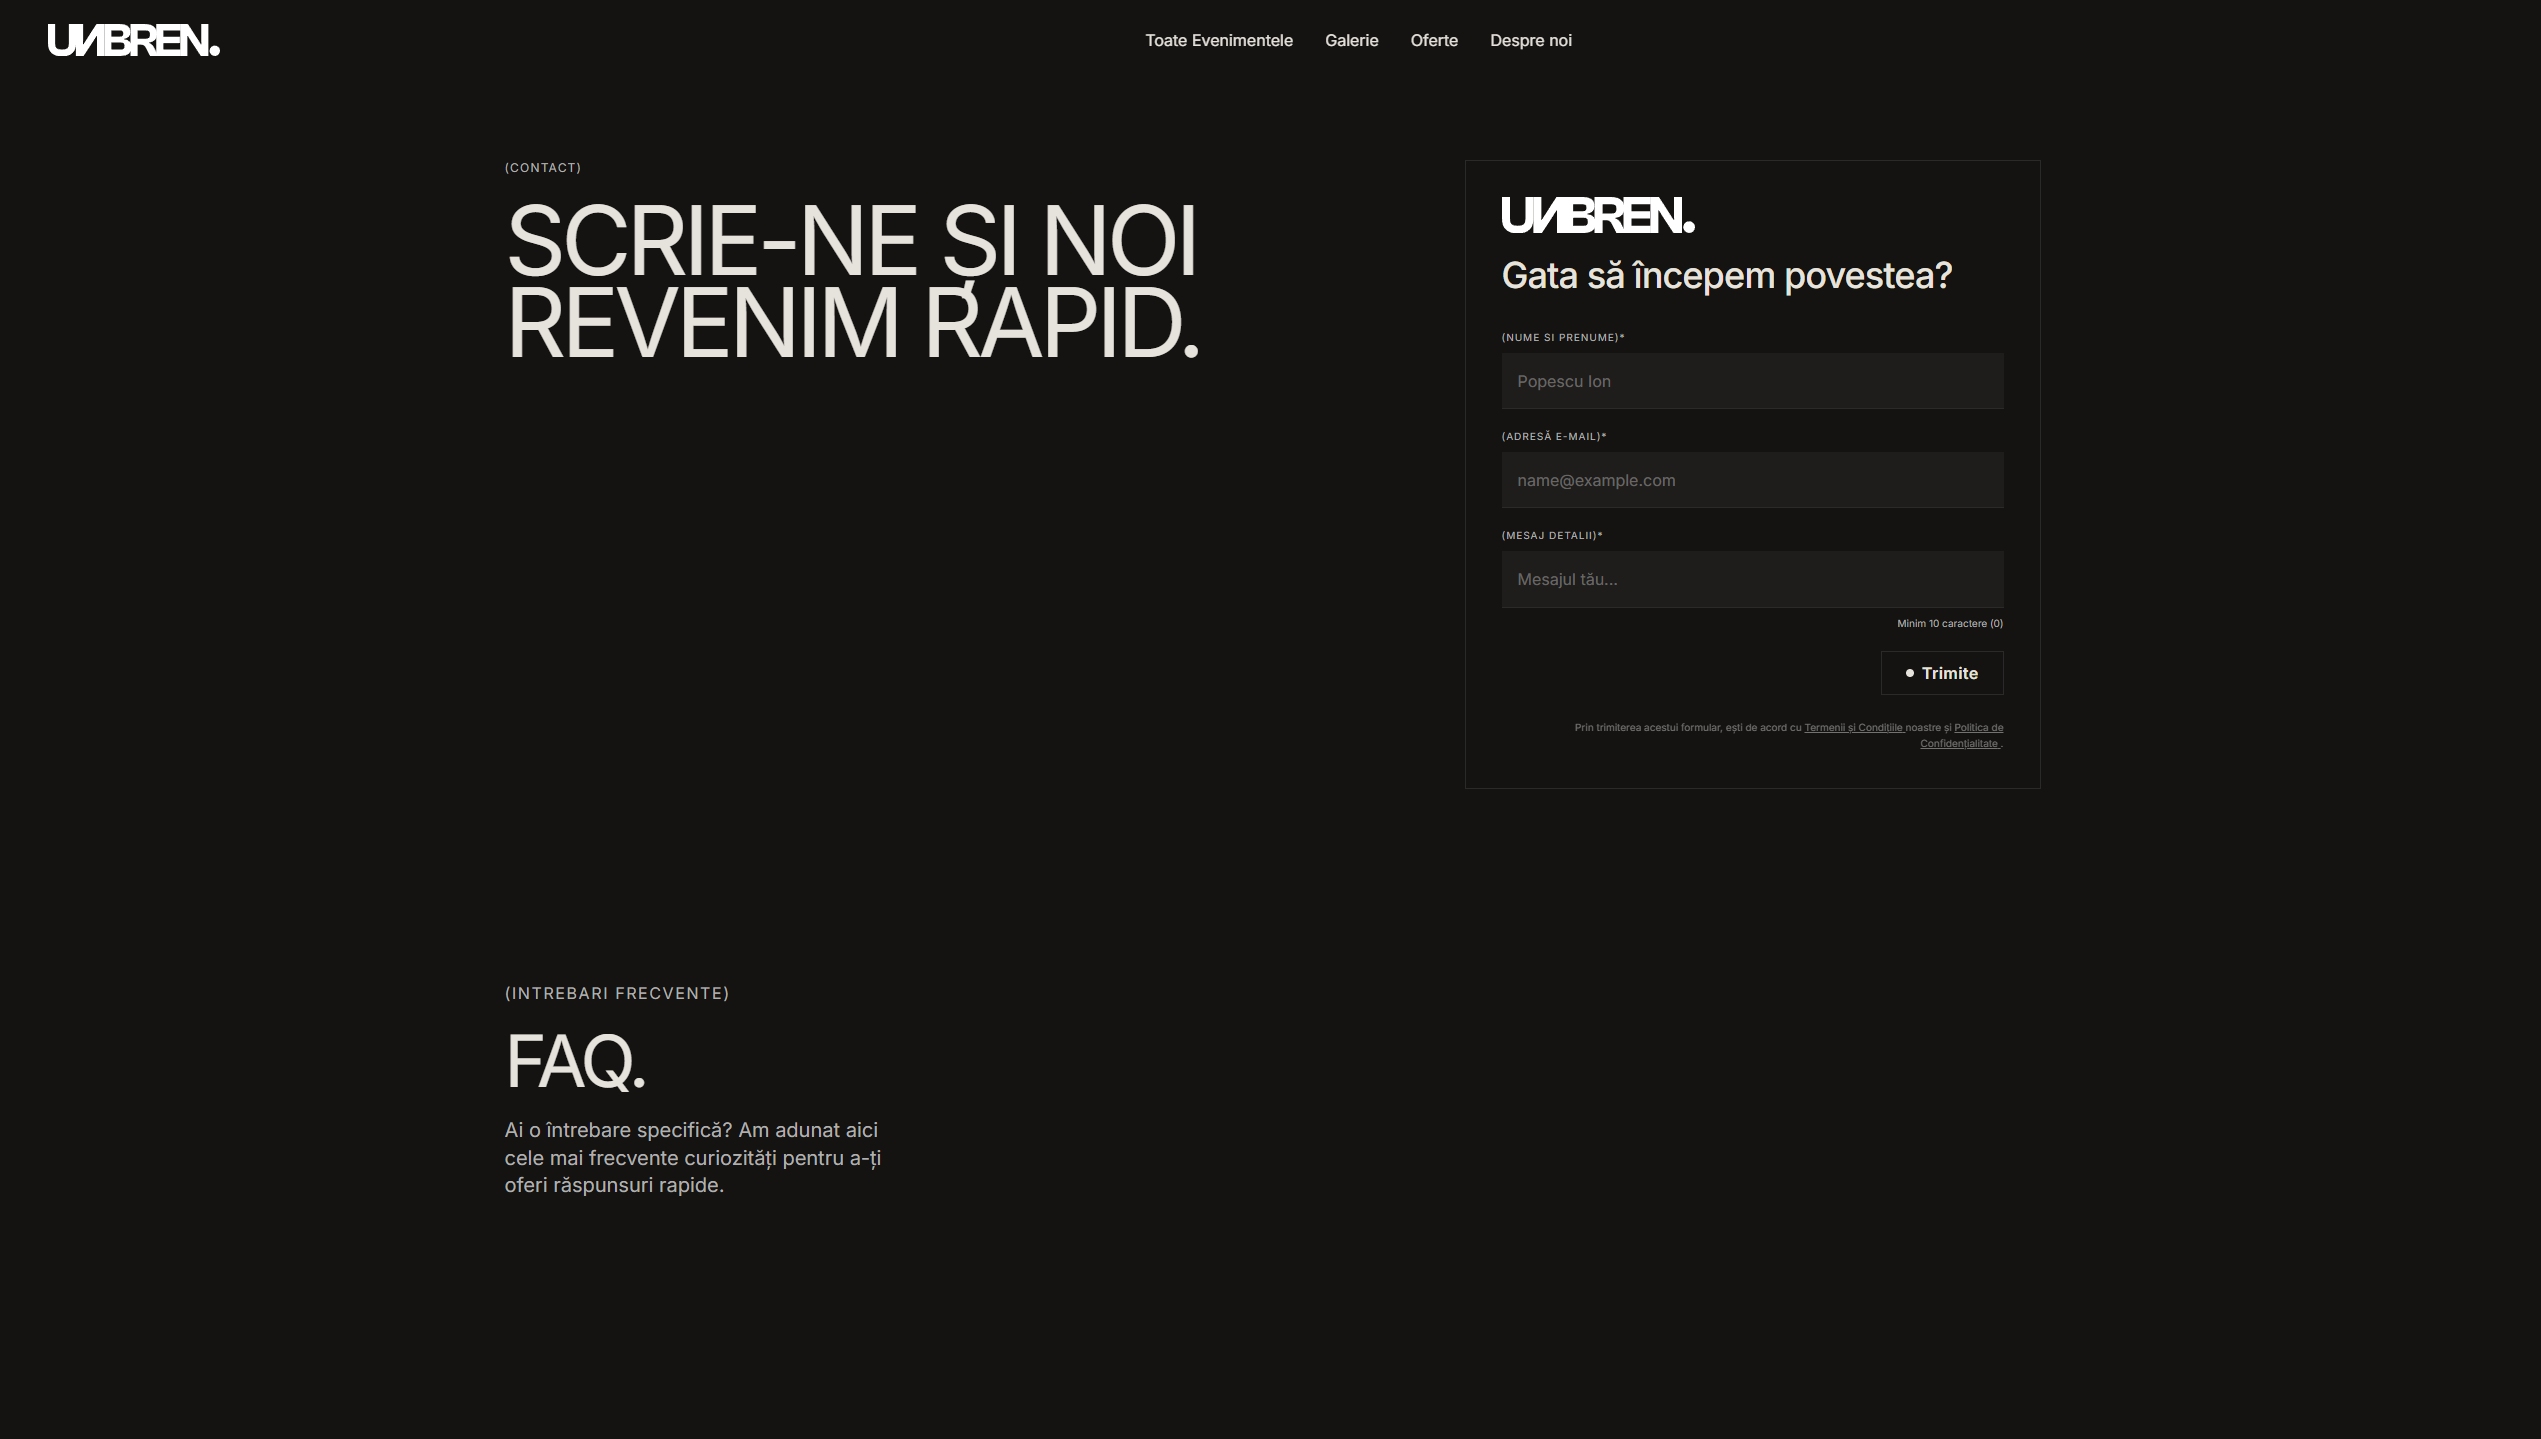 UNBREN.
Toate Evenimentele Galerie Oferte Despre noi
(CONTACT)
SCRIE-NE ȘI NOI
REVENIM RAPID.
UNBREN.
Gata să începem povestea?
(NUME SI PRENUME)*
Popescu Ion
(ADRESĂ E-MAIL)*
name@example.com
(MESAJ DETALII)*
Mesajul tău...
Minim 10 caractere (0)
Trimite
Prin trimiterea acestui formular, ești de acord cu Termenii și Condițiile noastre și Politica de
Confidențialitate .
(INTREBARI FRECVENTE)
FAQ.
Ai o întrebare specifică? Am adunat aici
cele mai frecvente curiozități pentru a-ți
oferi răspunsuri rapide.